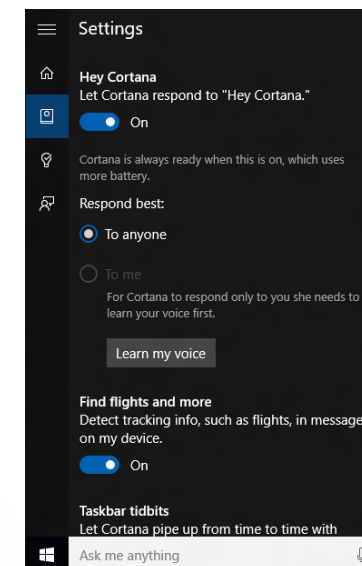 Settings
Hey Cortana
Let Cortana respond to "Hey Cortana."
On
Cortana is always ready when this is on, which uses
more battery.
Respond best:
To anyone
To me
For Cortana to respond only to you she needs to
learn your voice first.
Learn my voice
Find flights and more
Detect tracking info, such as flights, in message
on my device.
On
Taskbar tidbits
Let Cortana pipe up from time to time with
Ask me anything